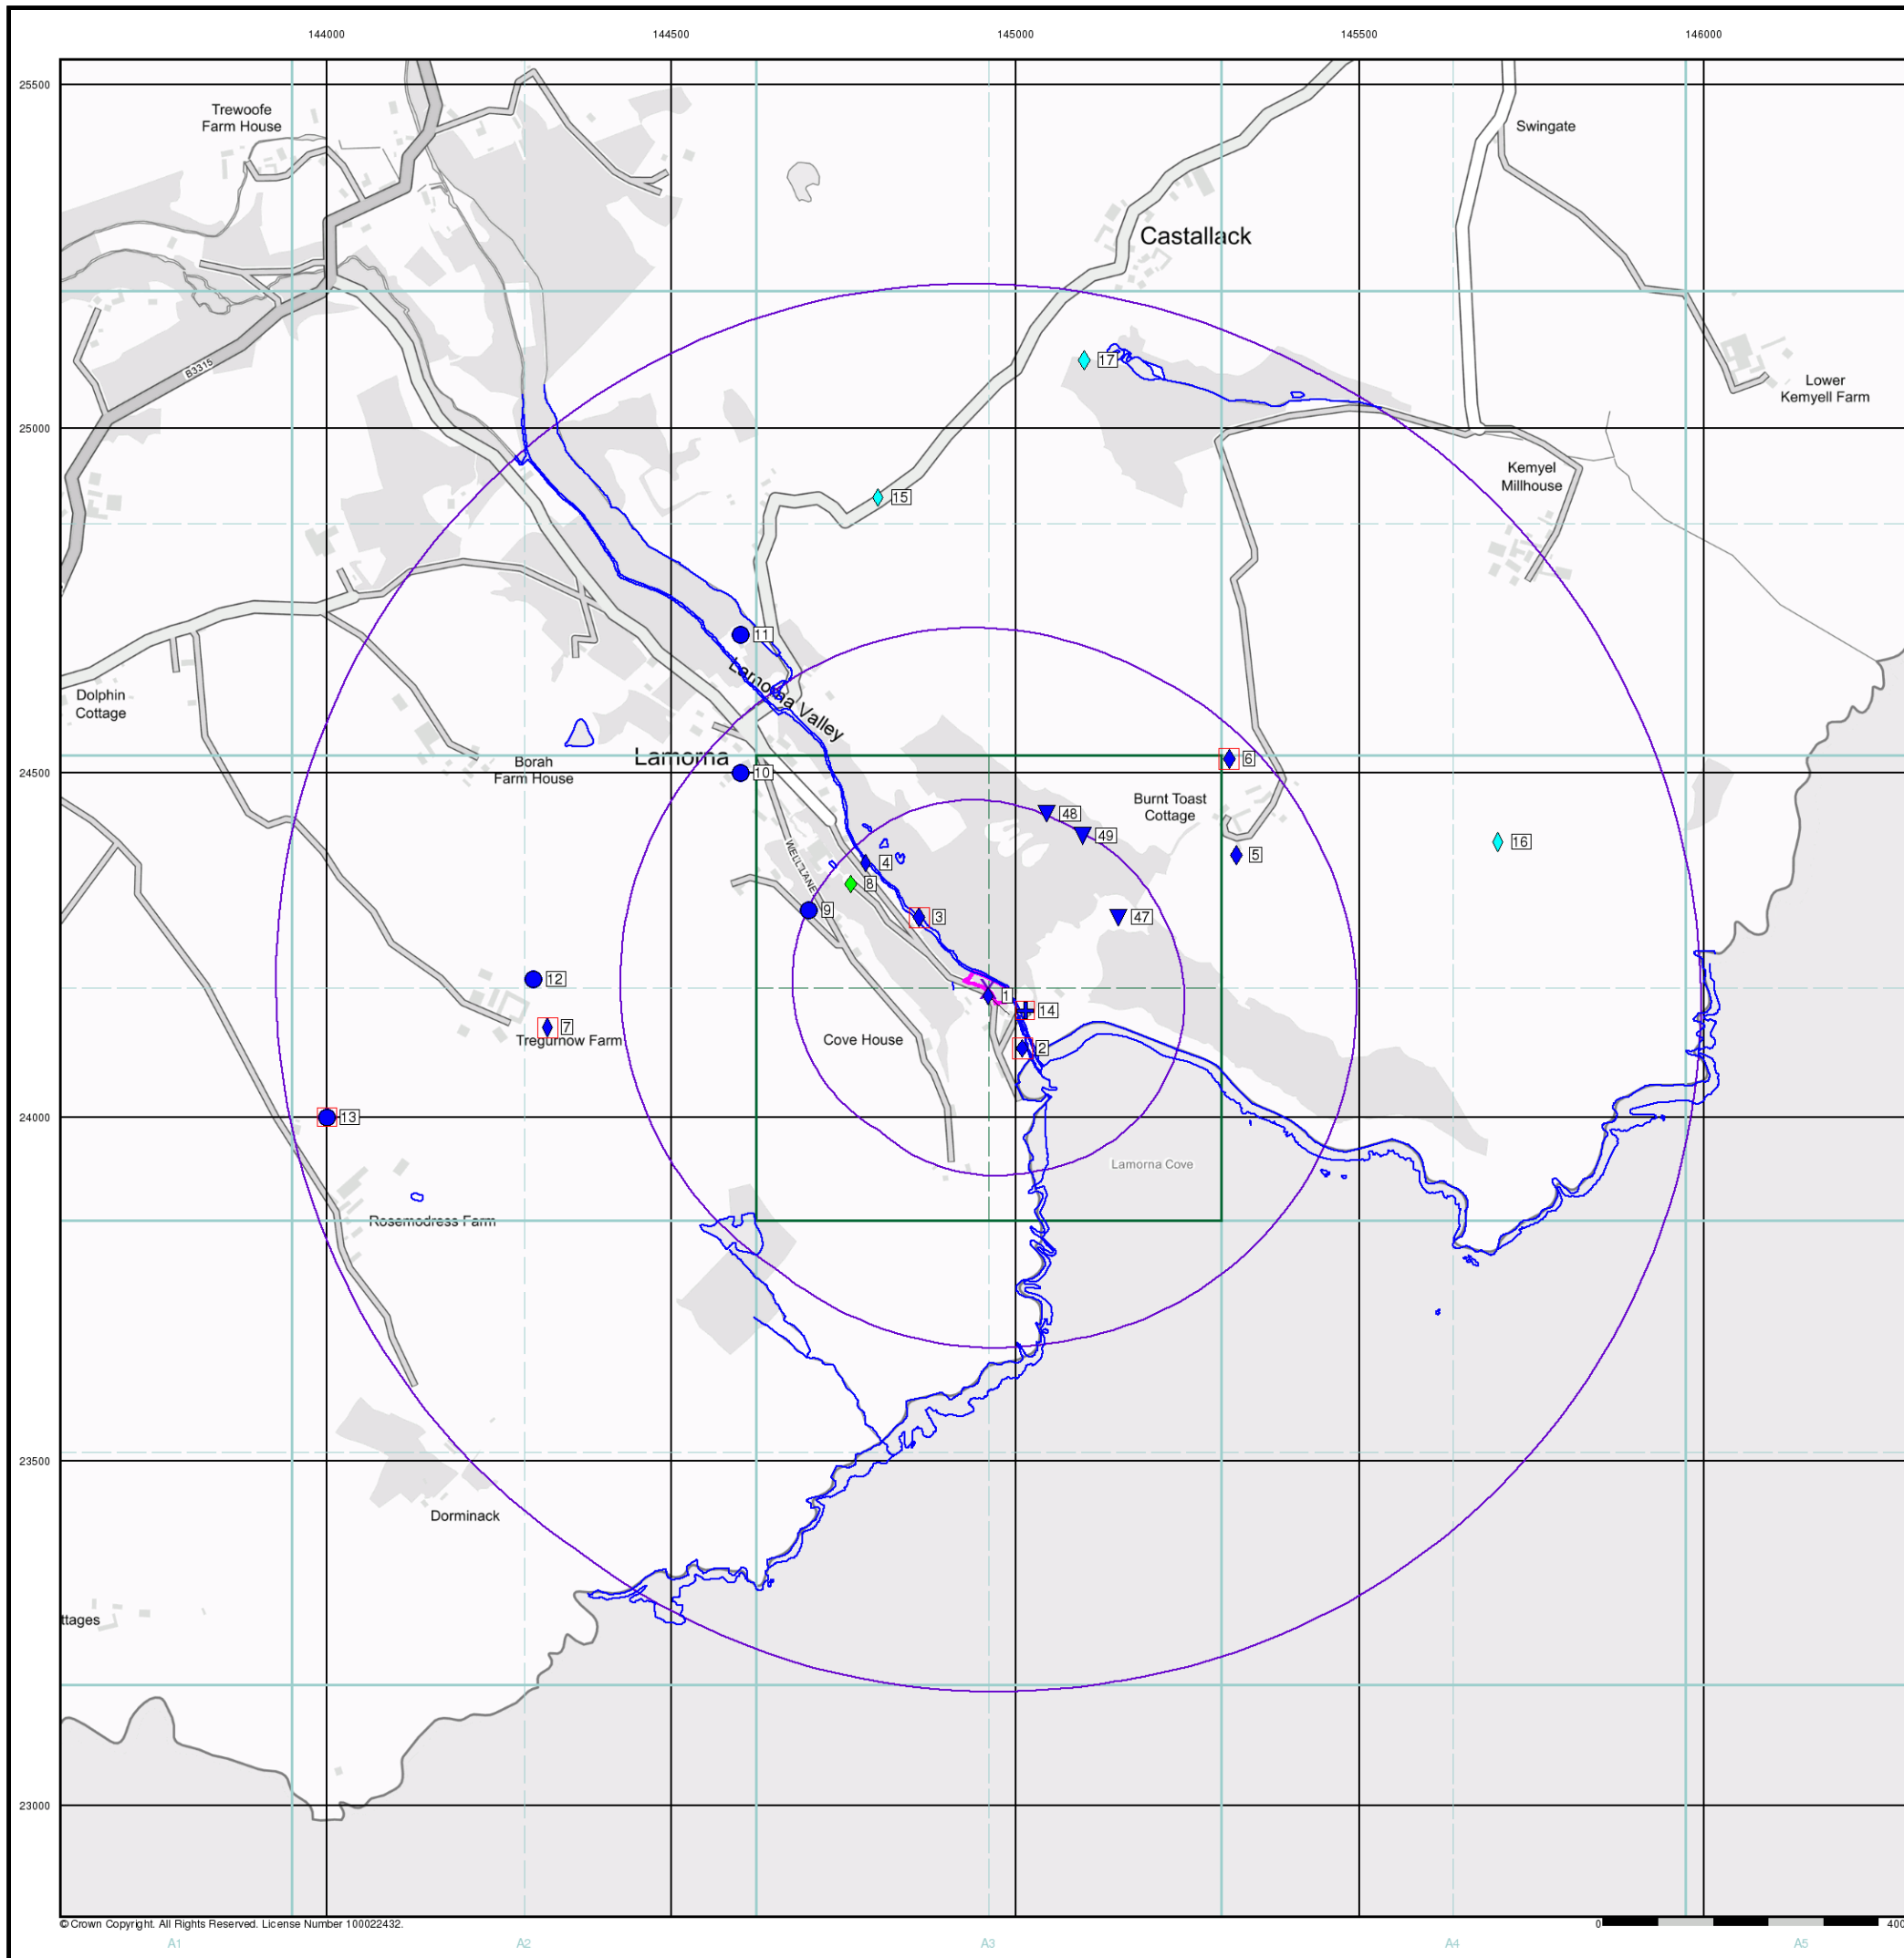 144000 144500 145000 145500 146000
25500
Trewoofe
Farm House
Swingate
Castallack
B3315
17
Lower
Kemyell Farm
25000
Kemyel
Millhouse
15
11
Lamorna Valley
Dolphin
Cottage
Lamorna
Borah
Farm House
6
24500
10
Burnt Toast
Cottage
48
49
16
5
4
WELL LANE
8
9
3
47
12
1
14
7
Tregurnow Farm
Cove House
2
24000
13
Lamorna Cove
Rosemodress Farm
23500
Dorminack
ttages
23000
© Crown Copyright. All Rights Reserved. License Number 100022432.
0 400
A1 A2 A3 A4 A5